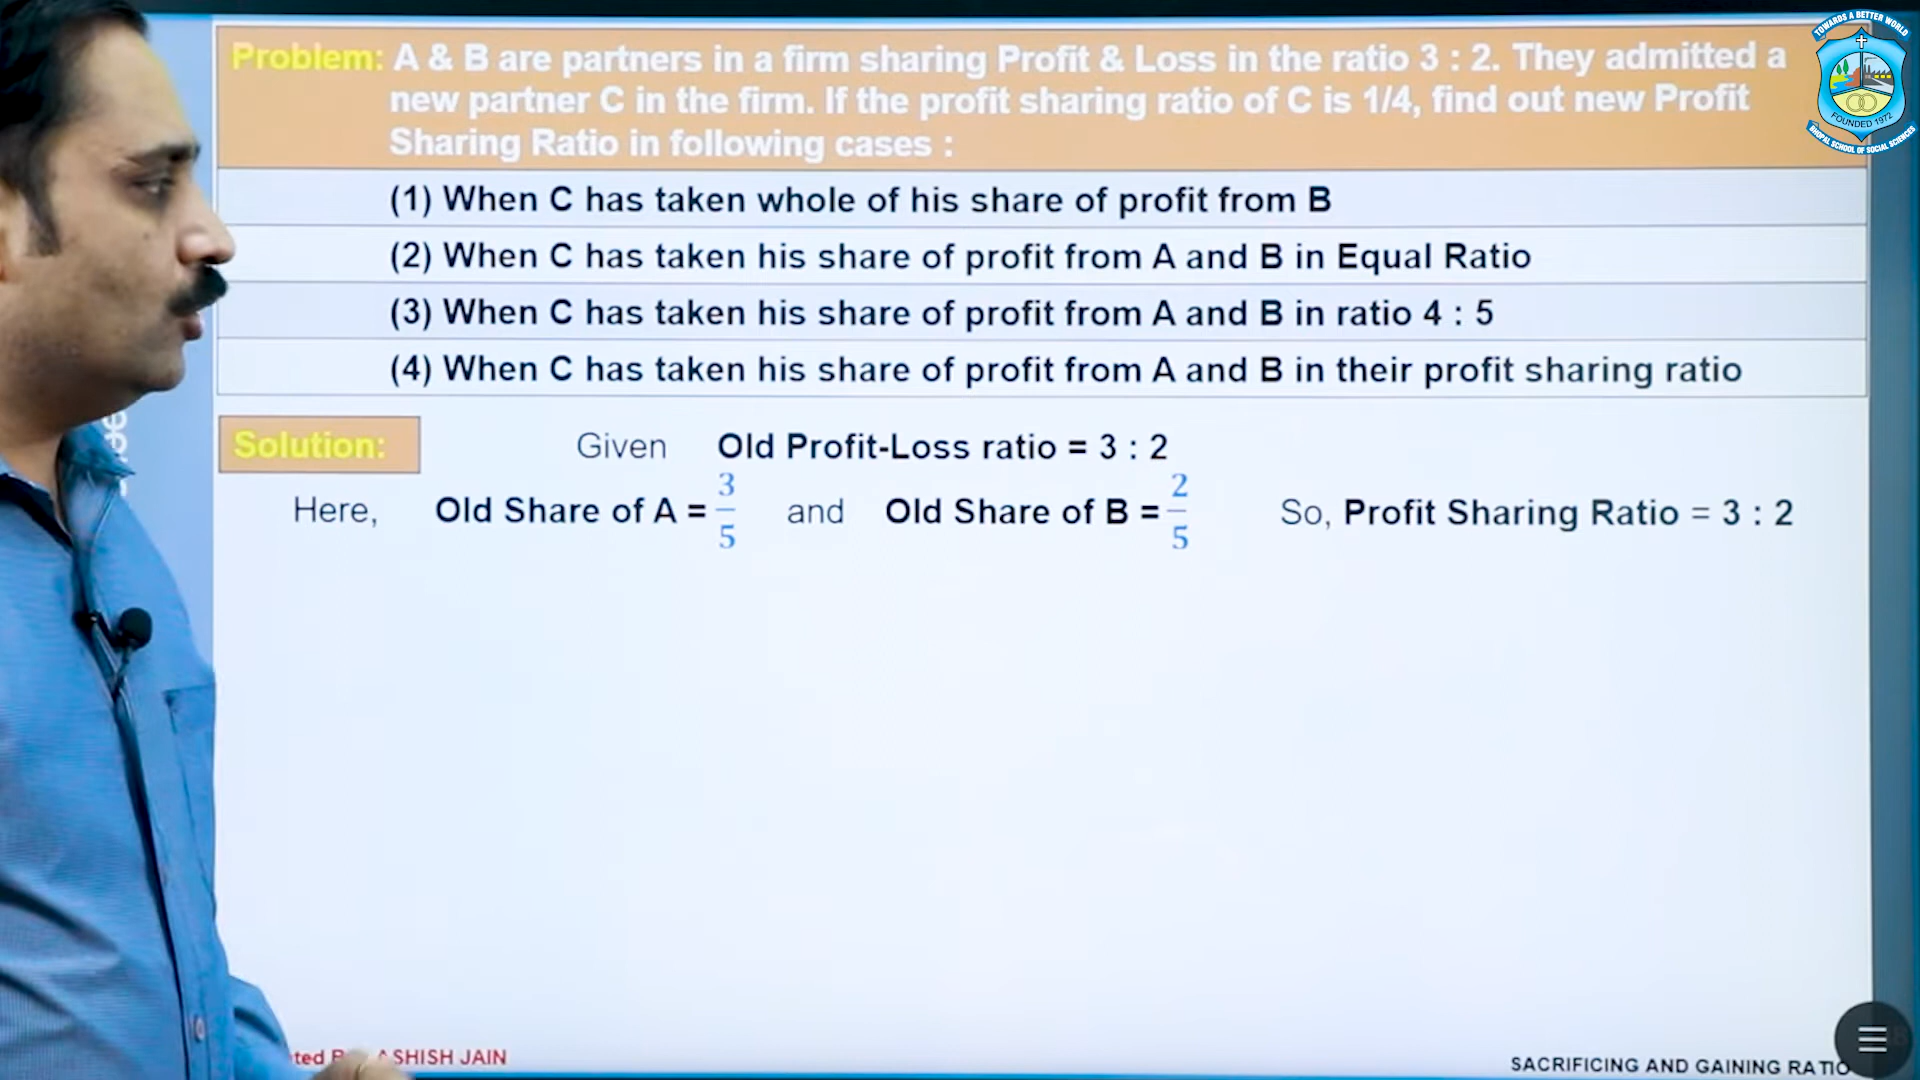 Problem: A & B are partners in a firm sharing Profit & Loss in the ratio 3 : 2. They admitted a
new partner C in the firm. If the profit sharing ratio of C is 1/4, find out new Profit
Sharing Ratio in following cases :
(1) When C has taken whole of his share of profit from B
(2) When C has taken his share of profit from A and B in Equal Ratio
(3) When C has taken his share of profit from A and B in ratio 4 : 5
(4) When C has taken his share of profit from A and B in their profit sharing ratio
Solution: Given Old Profit-Loss ratio = 3 : 2
Here, Old Share of A = 3/5 and Old Share of B = 2/5 So, Profit Sharing Ratio = 3 : 2
ASHISH JAIN
SACRIFICING AND GAINING RATIO
TOWARDS A BETTER WORLD
FOUNDED 1972
BHOPAL SCHOOL OF SOCIAL SCIENCES